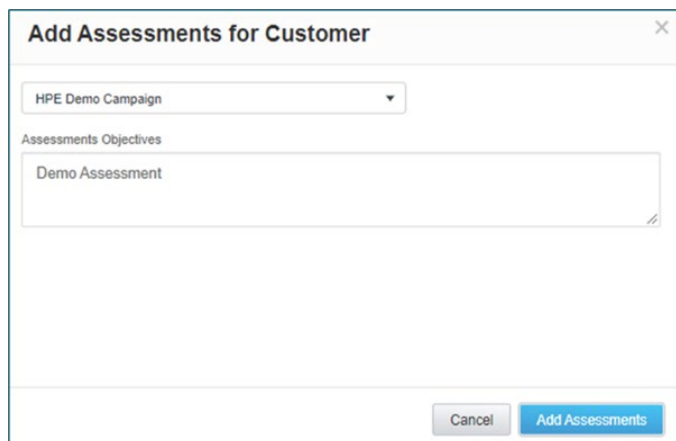 Add Assessments for Customer
HPE Demo Campaign
Assessments Objectives
Demo Assessment
Cancel
Add Assessments